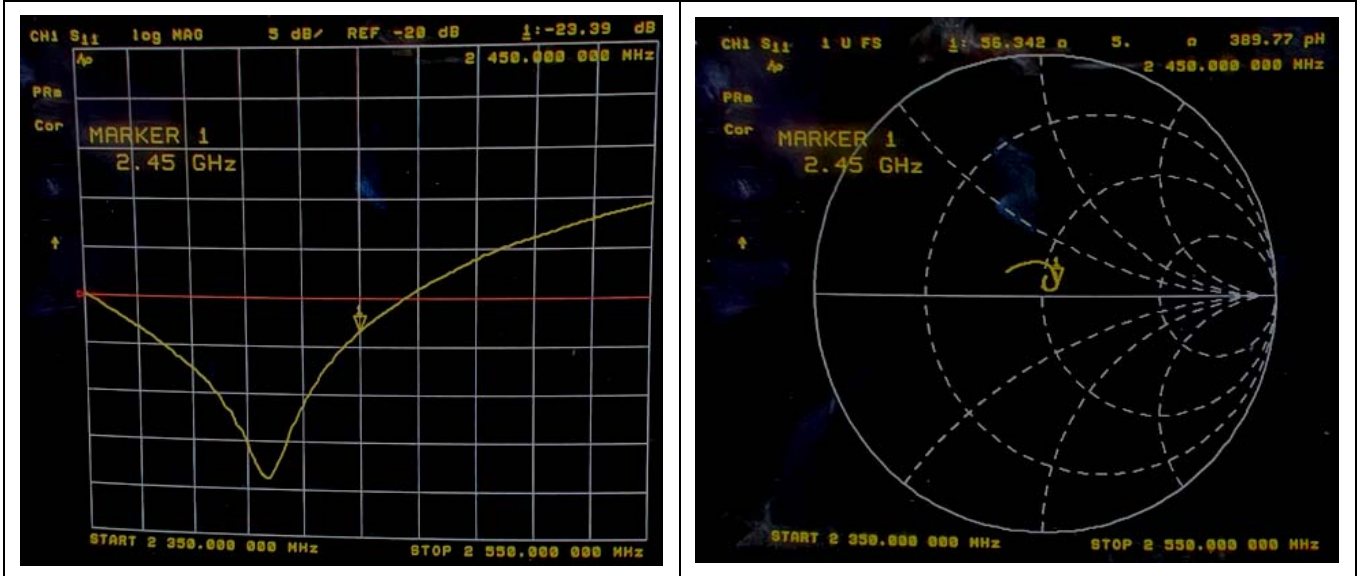 CH1 S11 log MAG 5 dB/ REF -20 dB 1:-23.39 dB
2 450.000 000 MHz
PRm
Cor
MARKER 1
2.45 GHz
START 2 350.000 000 MHz STOP 2 550.000 000 MHz
CH1 S11 1 U FS 1: 56.342 Ω 5. Ω 389.77 pH
2 450.000 000 MHz
PRm
Cor
MARKER 1
2.45 GHz
START 2 350.000 000 MHz STOP 2 550.000 000 MHz